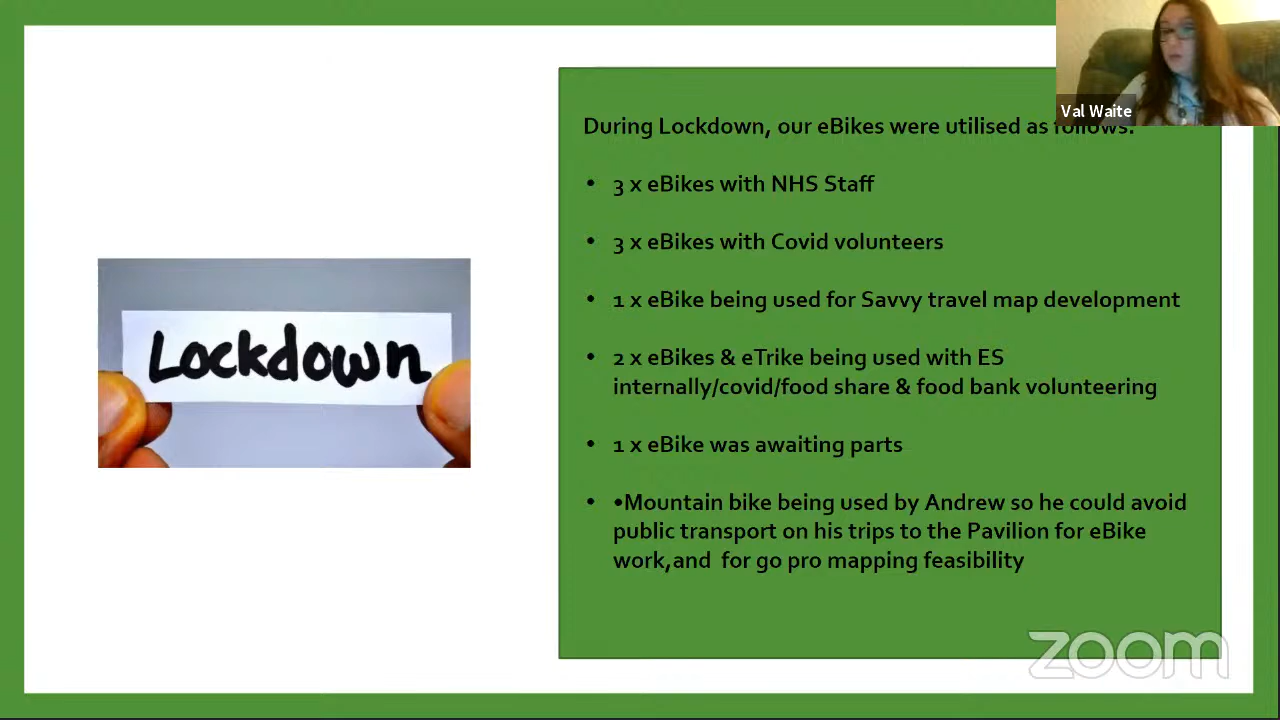 Val Waite
During Lockdown, our eBikes were utilised as follows:
• 3 x eBikes with NHS Staff
• 3 x eBikes with Covid volunteers
• 1 x eBike being used for Savvy travel map development
• 2 x eBikes & eTrike being used with ES
internally/covid/food share & food bank volunteering
• 1 x eBike was awaiting parts
• •Mountain bike being used by Andrew so he could avoid
public transport on his trips to the Pavilion for eBike
work,and for go pro mapping feasibility
Lockdown
zoom